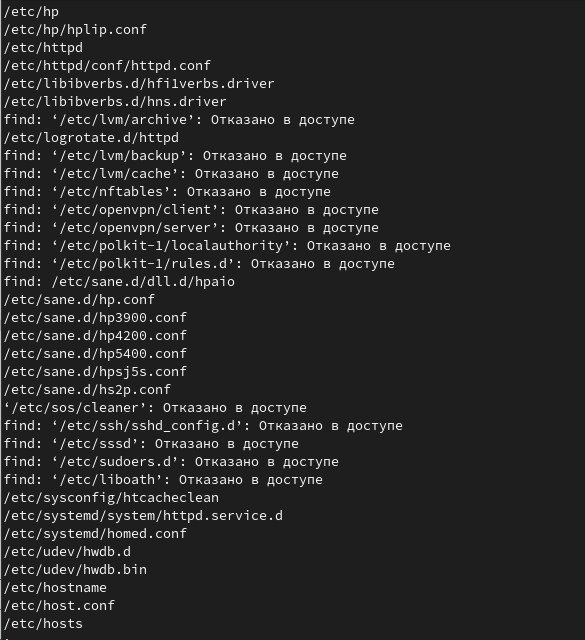 /etc/hp
/etc/hp/hplip.conf
/etc/httpd
/etc/httpd/conf/httpd.conf
/etc/libibverbs.d/hfi1verbs.driver
/etc/libibverbs.d/hns.driver
find: ‘/etc/lvm/archive’: Отказано в доступе
/etc/logrotate.d/httpd
find: ‘/etc/lvm/backup’: Отказано в доступе
find: ‘/etc/lvm/cache’: Отказано в доступе
find: ‘/etc/nftables’: Отказано в доступе
find: ‘/etc/openvpn/client’: Отказано в доступе
find: ‘/etc/openvpn/server’: Отказано в доступе
find: ‘/etc/polkit-1/localauthority’: Отказано в доступе
find: ‘/etc/polkit-1/rules.d’: Отказано в доступе
find: /etc/sane.d/dll.d/hpaio
/etc/sane.d/hp.conf
/etc/sane.d/hp3900.conf
/etc/sane.d/hp4200.conf
/etc/sane.d/hp5400.conf
/etc/sane.d/hpsj5s.conf
/etc/sane.d/hs2p.conf
‘/etc/sos/cleaner’: Отказано в доступе
find: ‘/etc/ssh/sshd_config.d’: Отказано в доступе
find: ‘/etc/sssd’: Отказано в доступе
find: ‘/etc/sudoers.d’: Отказано в доступе
find: ‘/etc/liboath’: Отказано в доступе
/etc/sysconfig/htcacheclean
/etc/systemd/system/httpd.service.d
/etc/systemd/homed.conf
/etc/udev/hwdb.d
/etc/udev/hwdb.bin
/etc/hostname
/etc/host.conf
/etc/hosts